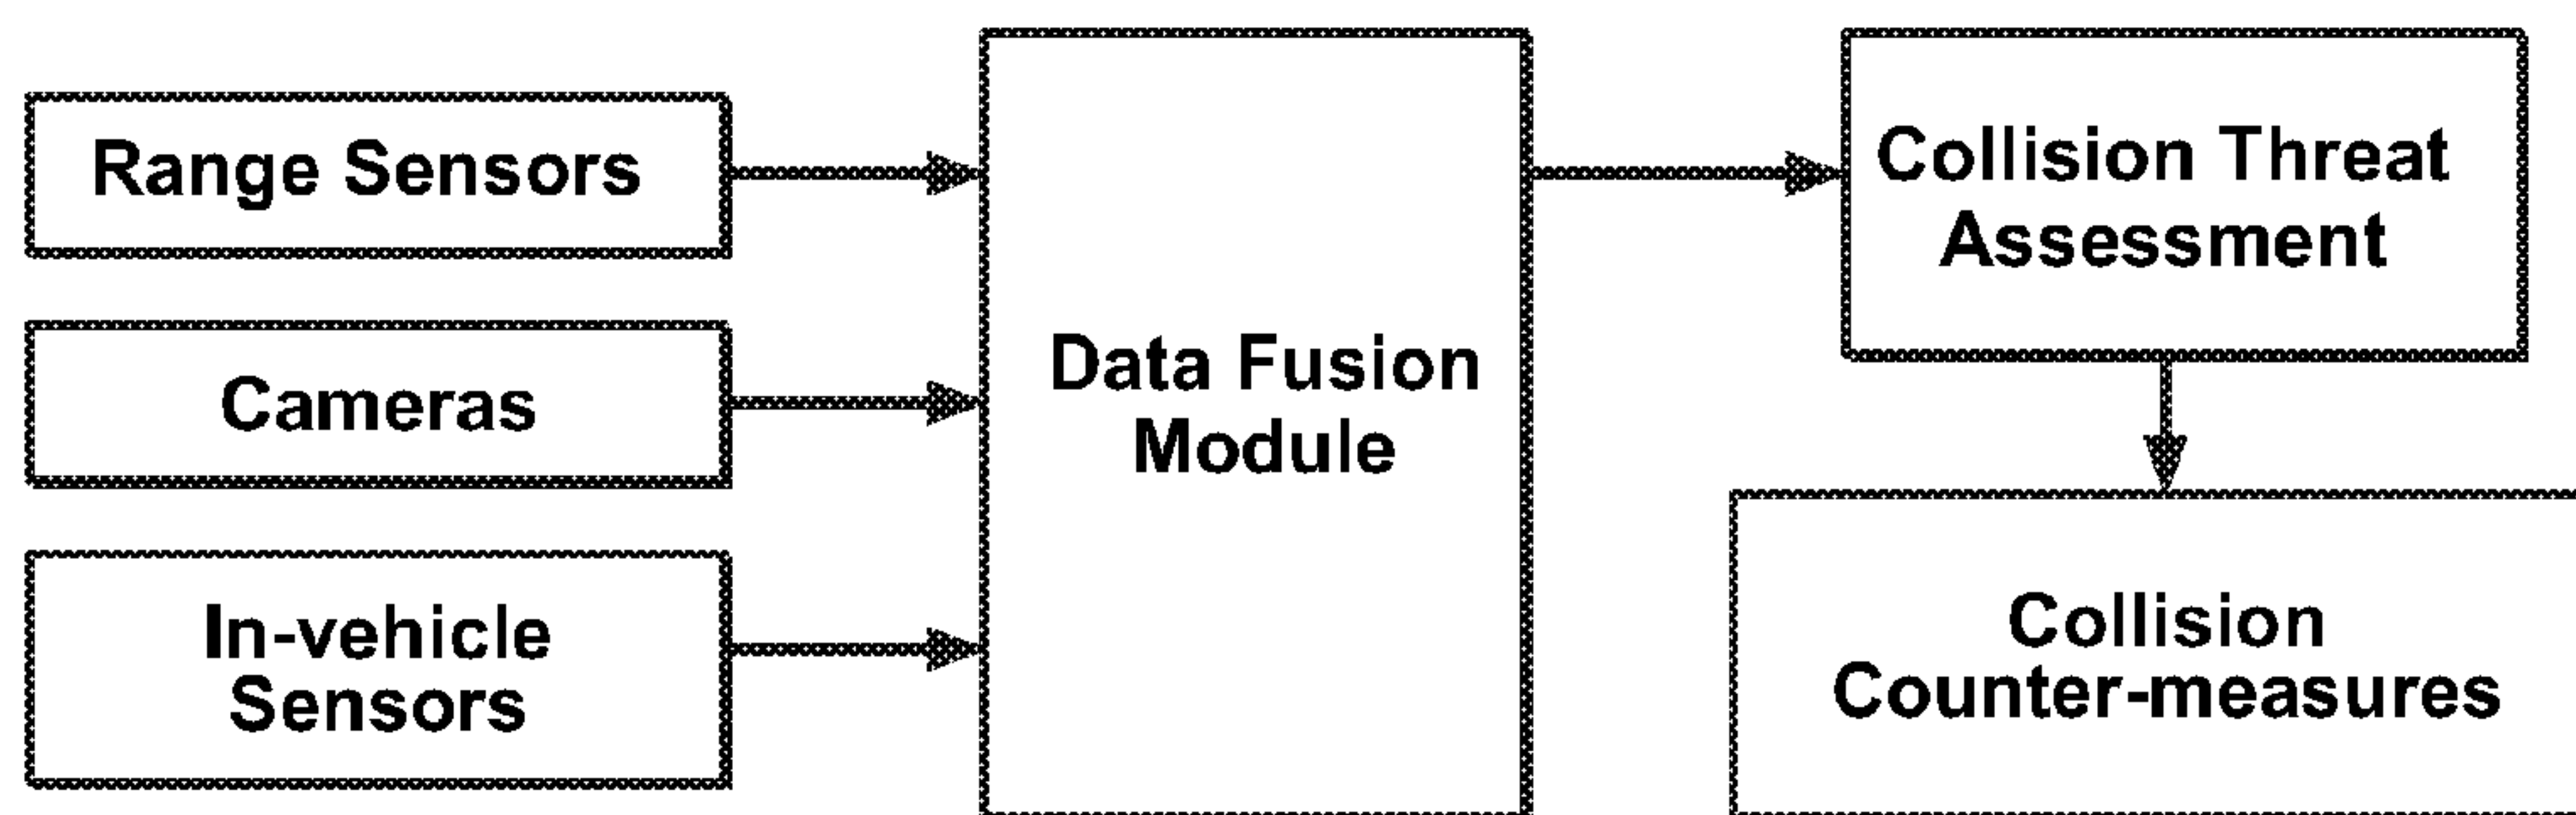 Range Sensors
Cameras
In-vehicle
Sensors
Data Fusion
Module
Collision Threat
Assessment
Collision
Counter-measures